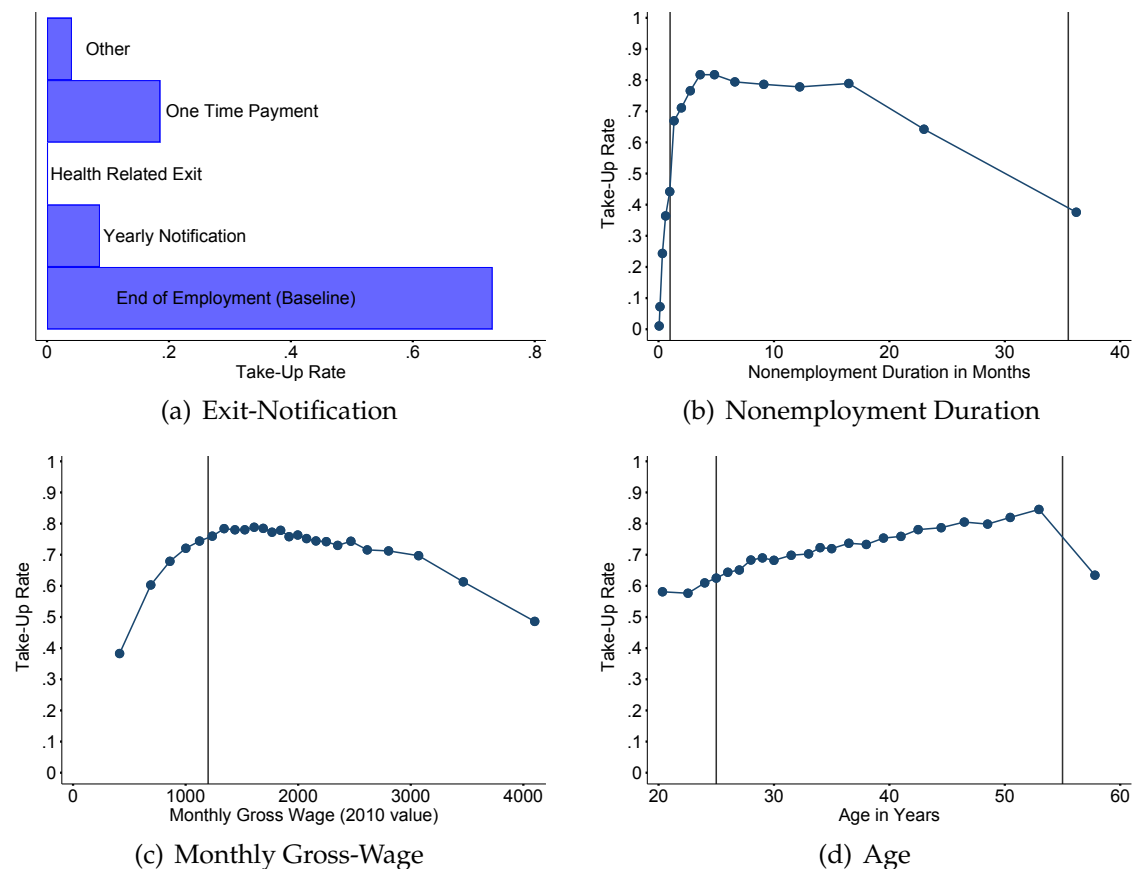 Other
One Time Payment
Health Related Exit
Yearly Notification
End of Employment (Baseline)
0 .2 .4 .6 .8
Take-Up Rate
(a) Exit-Notification
Take-Up Rate
1
.9
.8
.7
.6
.5
.4
.3
.2
.1
0
0 10 20 30 40
Nonemployment Duration in Months
(b) Nonemployment Duration
Take-Up Rate
1
.9
.8
.7
.6
.5
.4
.3
.2
.1
0
0 1000 2000 3000 4000
Monthly Gross Wage (2010 value)
(c) Monthly Gross-Wage
Take-Up Rate
1
.9
.8
.7
.6
.5
.4
.3
.2
.1
0
20 30 40 50 60
Age in Years
(d) Age